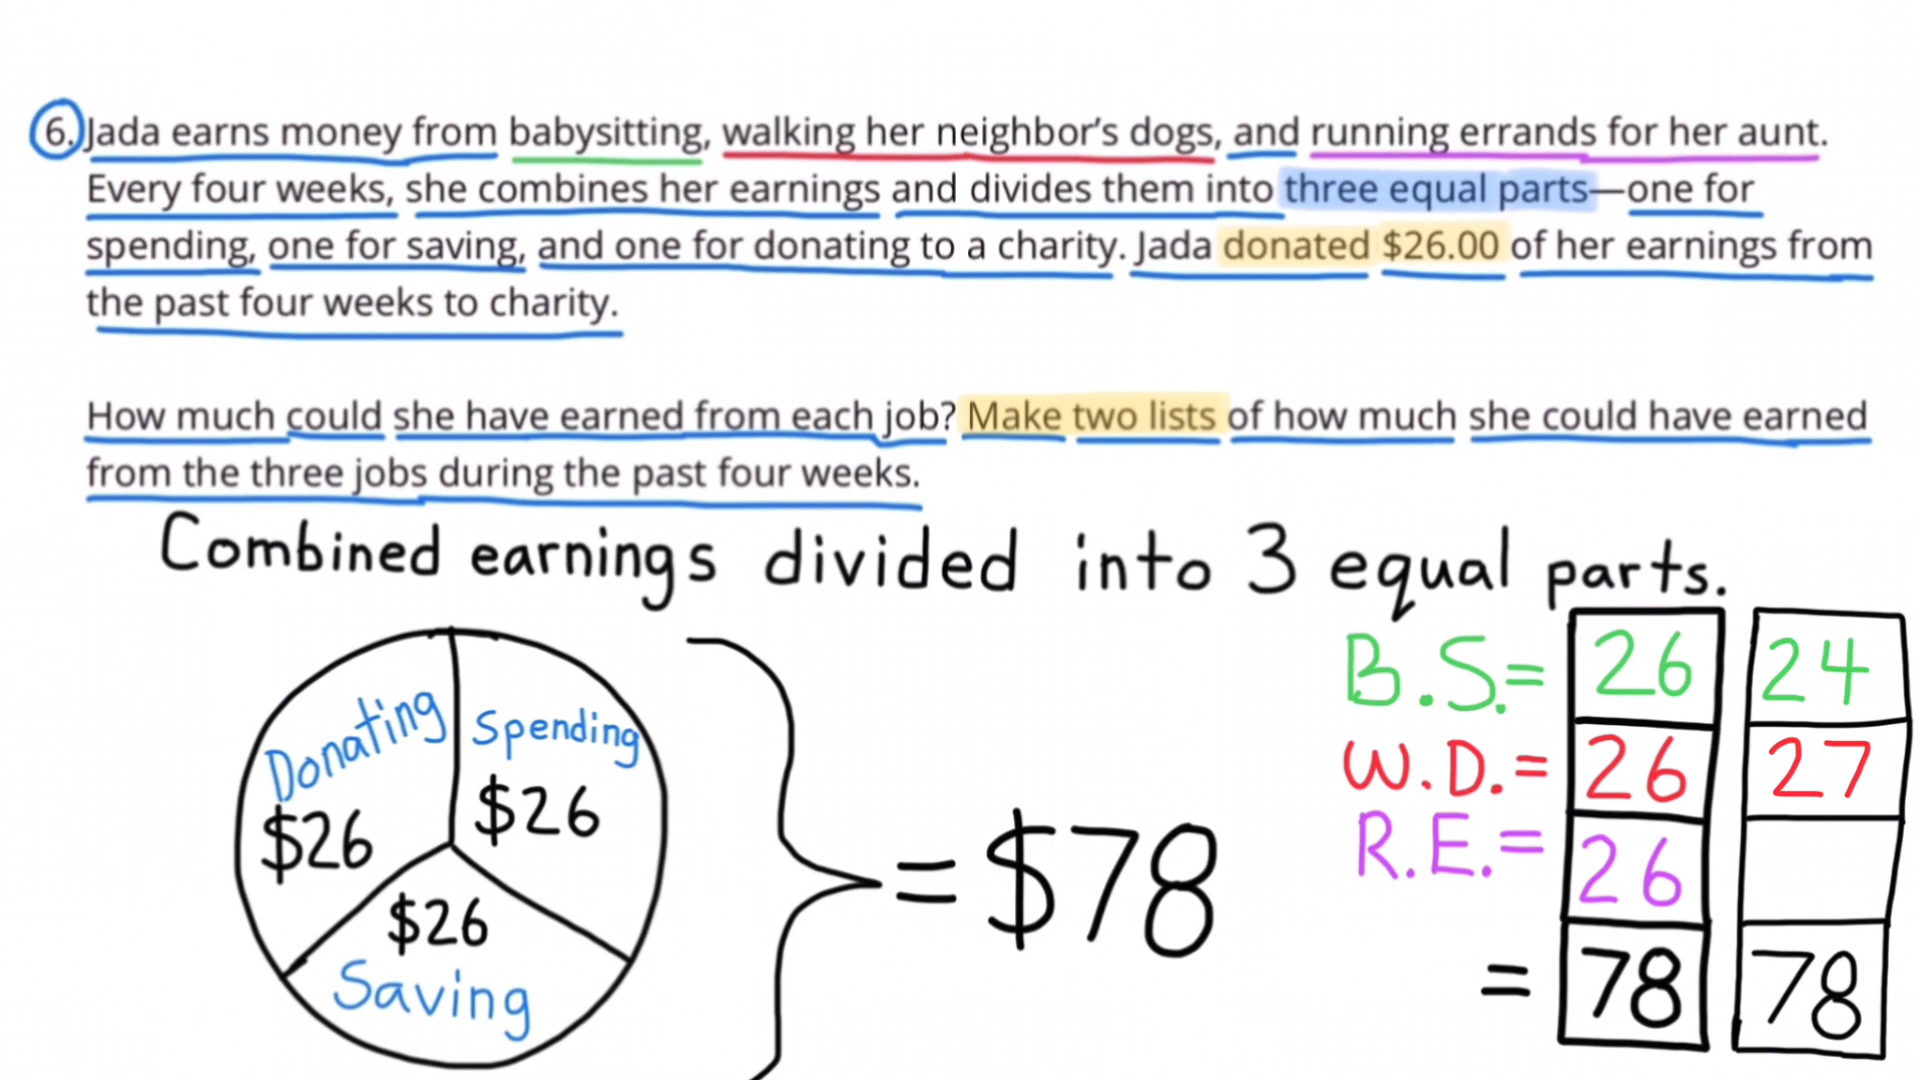 6. Jada earns money from babysitting, walking her neighbor’s dogs, and running errands for her aunt.
Every four weeks, she combines her earnings and divides them into three equal parts—one for
spending, one for saving, and one for donating to a charity. Jada donated $26.00 of her earnings from
the past four weeks to charity.
How much could she have earned from each job? Make two lists of how much she could have earned
from the three jobs during the past four weeks.
Combined earnings divided into 3 equal parts.
Donating
$26
Spending
$26
$26
Saving
= $78
B.S.= 26 24
W.D.= 26 27
R.E.= 26
= 78 78